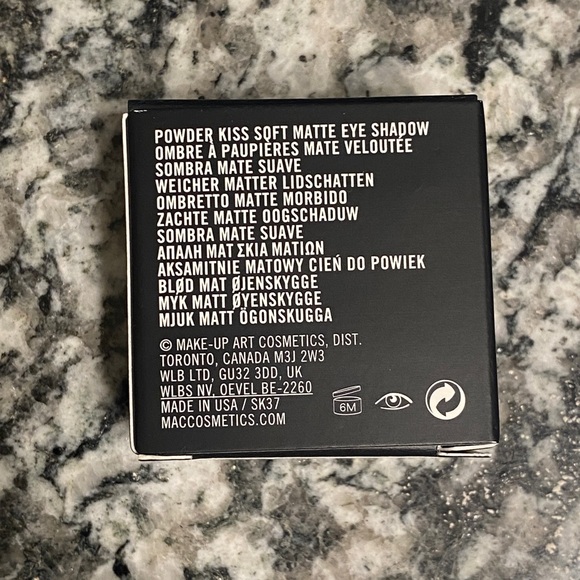 POWDER KISS SOFT MATTE EYE SHADOW
OMBRE À PAUPIÈRES MATE VELOUTÉE
SOMBRA MATE SUAVE
WEICHER MATTER LIDSCHATTEN
OMBRETTO MATTE MORBIDO
ZACHTE MATTE OOGSCHADUW
SOMBRA MATE SUAVE
ΑΠΑΛΗ ΜΑΤ ΣΚΙΑ ΜΑΤΙΩΝ
AKSAMITNIE MATOWY CIEŃ DO POWIEK
BLØD MAT ØJENSKYGGE
MYK MATT ØYENSKYGGE
MJUK MATT ÖGONSKUGGA
© MAKE-UP ART COSMETICS, DIST.
TORONTO, CANADA M3J 2W3
WLB LTD, GU32 3DD, UK
WLBS NV, OEVEL BE-2260
MADE IN USA / SK37
MACCOSMETICS.COM
6M